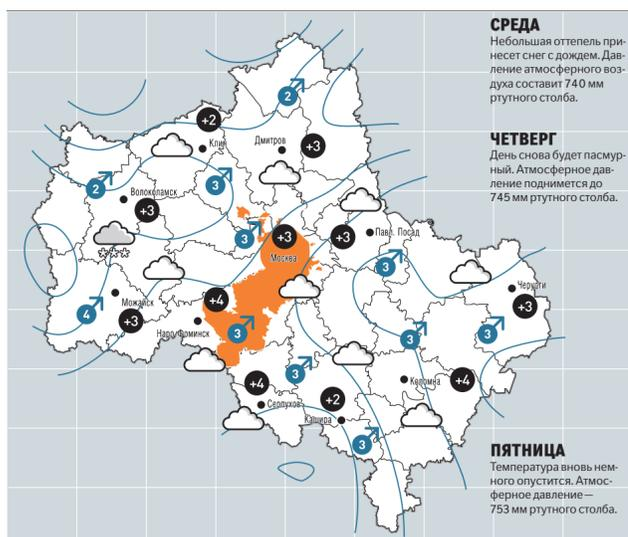 СРЕДА
Небольшая оттепель при-
несет снег с дождем. Дав-
ление атмосферного воз-
духа составит 740 мм
ртутного столба.
ЧЕТВЕРГ
День снова будет пасмур-
ный. Атмосферное дав-
ление поднимется до
745 мм ртутного столба.
ПЯТНИЦА
Температура вновь нем-
ного опустится. Атмос-
ферное давление —
753 мм ртутного столба.
2
+2
Клин
Дмитров
+3
2
3
Волоколамск
+3
3
+3
Москва
+3
Павл. Посад
3
4
Можайск
+3
+4
Наро-Фоминск
3
Черусти
+3
3
3
+4
Серпухов
3
+2
Кашира
3
Коломна
+4